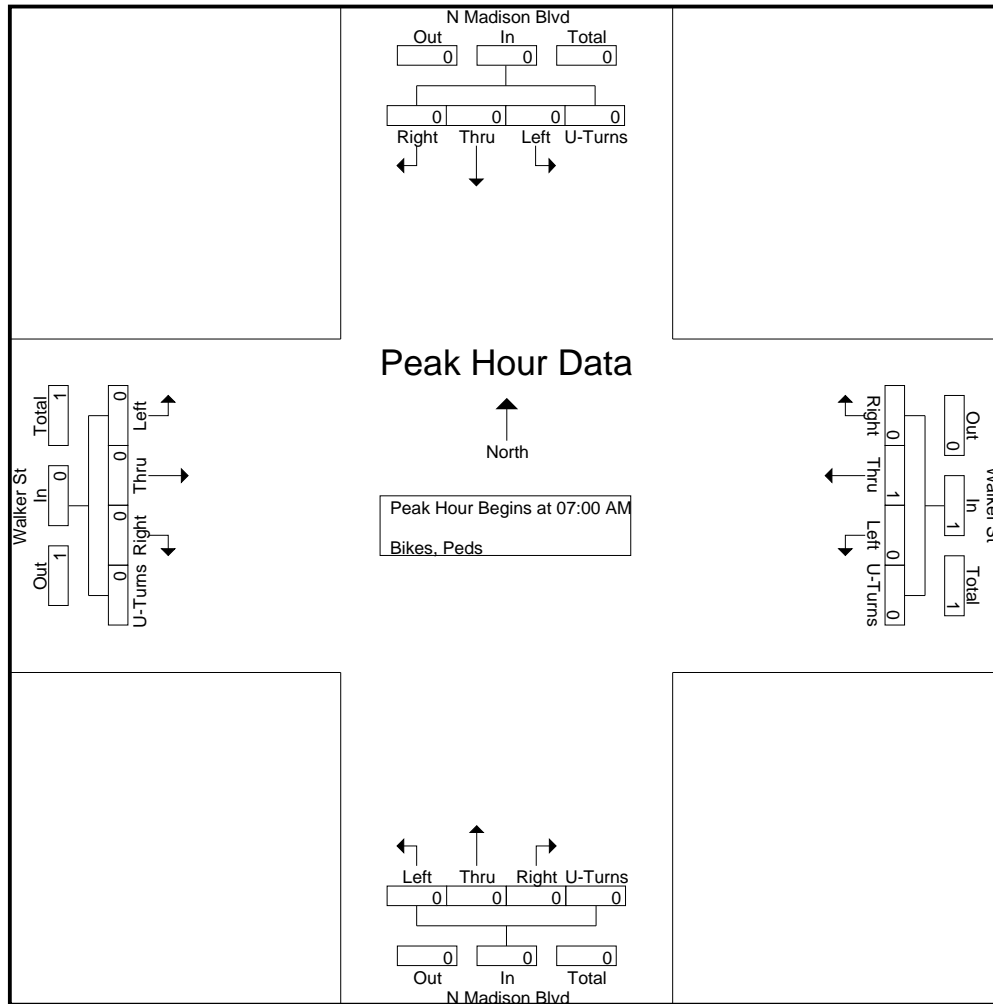 N Madison Blvd
Out In Total
0 0 0
0 0 0 0
Right Thru Left U-Turns
Peak Hour Data
North
Peak Hour Begins at 07:00 AM
Bikes, Peds
Walker St
Total In Out
1 0 1
0 0 0 0
Left Thru Right U-Turns
Right Thru Left U-Turns
0 1 0 0
Out In Total
0 1 1
Walker St
Left Thru Right U-Turns
0 0 0 0
0 0 0
Out In Total
N Madison Blvd